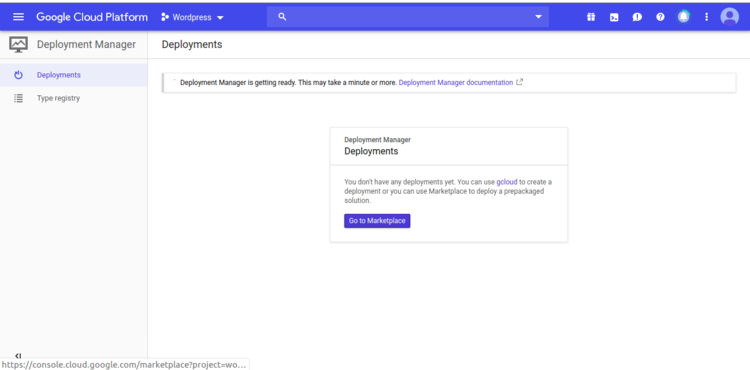 Google Cloud Platform Wordpress
Deployment Manager
Deployments
Deployments
Type registry
Deployment Manager is getting ready. This may take a minute or more. Deployment Manager documentation
Deployment Manager
Deployments
You don't have any deployments yet. You can use gcloud to create a
deployment or you can use Marketplace to deploy a prepackaged
solution.
Go to Marketplace
https://console.cloud.google.com/marketplace?project=wo...